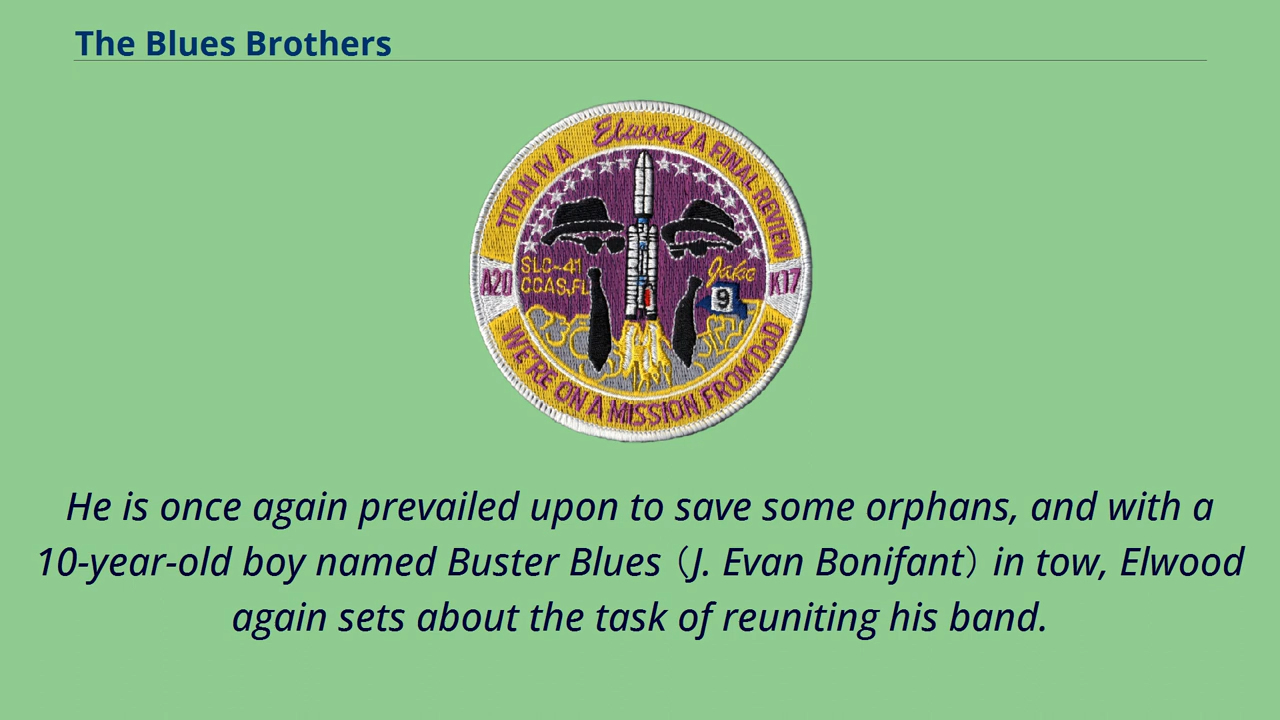 The Blues Brothers
TITAN IV A Elwood A FINAL REVIEW
SLC-41
CCAS,FL
Jake
A20
9
K17
WE'RE ON A MISSION FROM DoD
He is once again prevailed upon to save some orphans, and with a
10-year-old boy named Buster Blues （J. Evan Bonifant） in tow, Elwood
again sets about the task of reuniting his band.